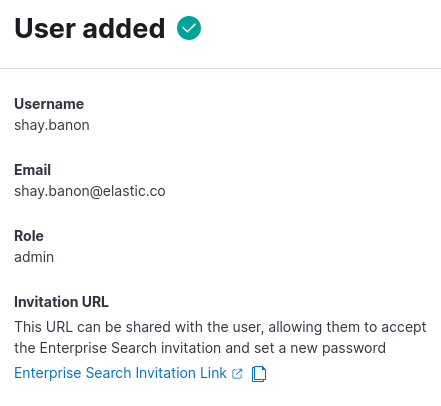 User added
Username
shay.banon
Email
shay.banon@elastic.co
Role
admin
Invitation URL
This URL can be shared with the user, allowing them to accept
the Enterprise Search invitation and set a new password
Enterprise Search Invitation Link